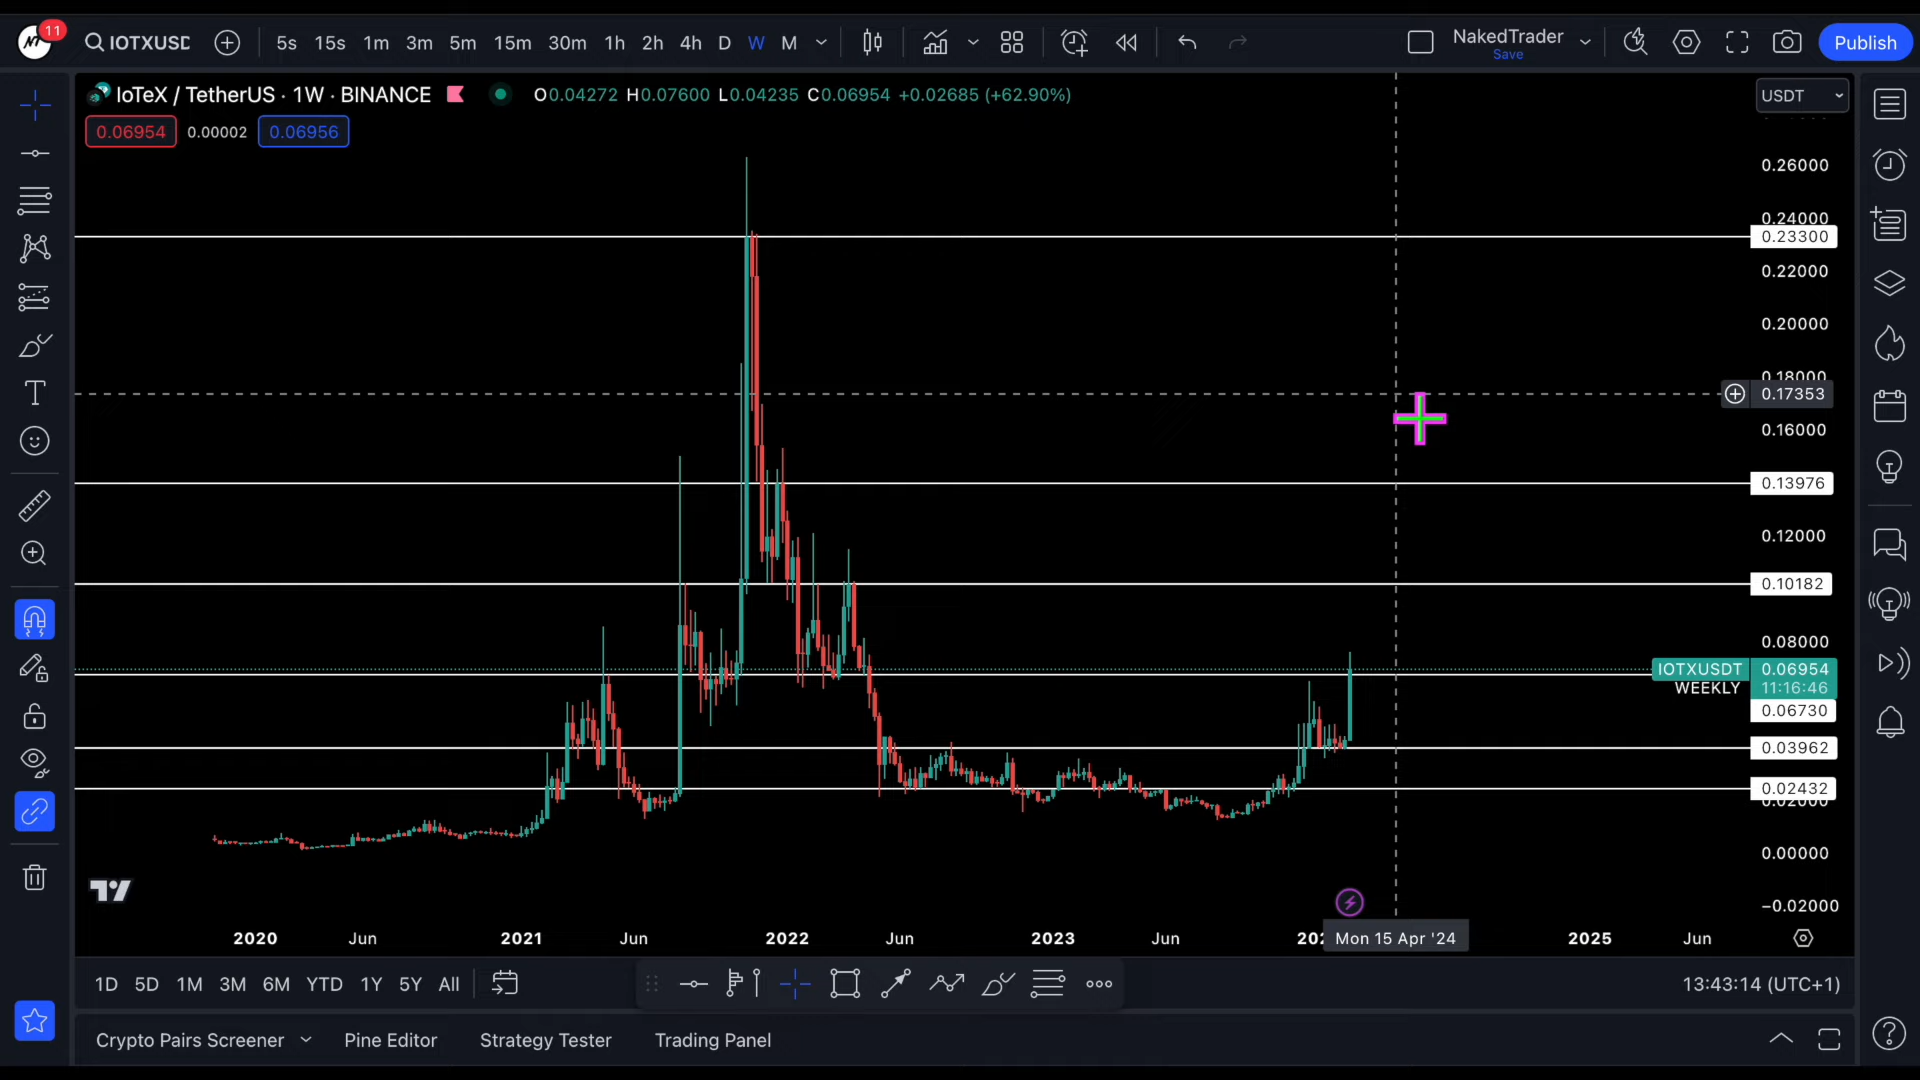 11
IOTXUSD
5s 15s 1m 3m 5m 15m 30m 1h 2h 4h D W M
NakedTrader
Save
Publish
IoTeX / TetherUS · 1W · BINANCE O0.04272 H0.07600 L0.04235 C0.06954 +0.02685 (+62.90%)
USDT
0.06954 0.00002 0.06956
0.26000
0.24000
0.23300
0.22000
0.20000
0.18000
0.17353
0.16000
0.13976
0.12000
0.10182
0.08000
IOTXUSDT 0.06954
WEEKLY 11:16:46
0.06730
0.03962
0.02432
0.02000
0.00000
−0.02000
2020 Jun 2021 Jun 2022 Jun 2023 Jun 202 Mon 15 Apr '24 2025 Jun
1D 5D 1M 3M 6M YTD 1Y 5Y All
13:43:14 (UTC+1)
Crypto Pairs Screener Pine Editor Strategy Tester Trading Panel